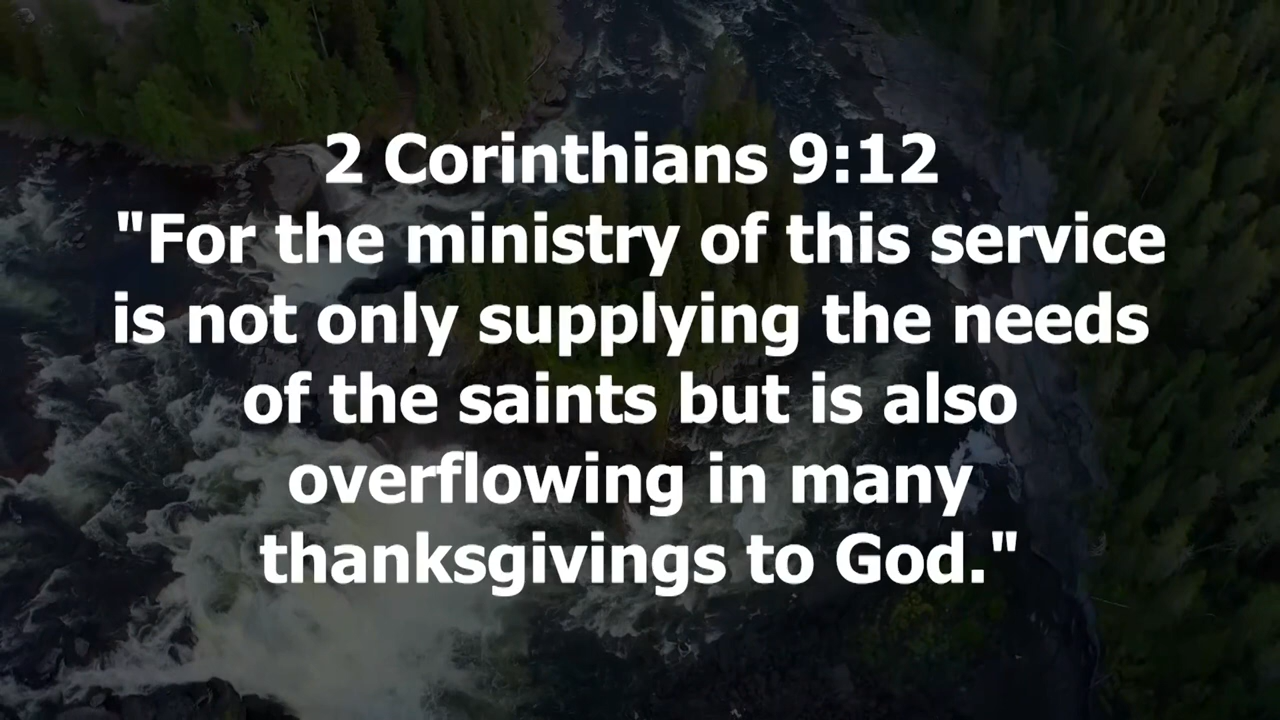 2 Corinthians 9:12
"For the ministry of this service
is not only supplying the needs
of the saints but is also
overflowing in many
thanksgivings to God."